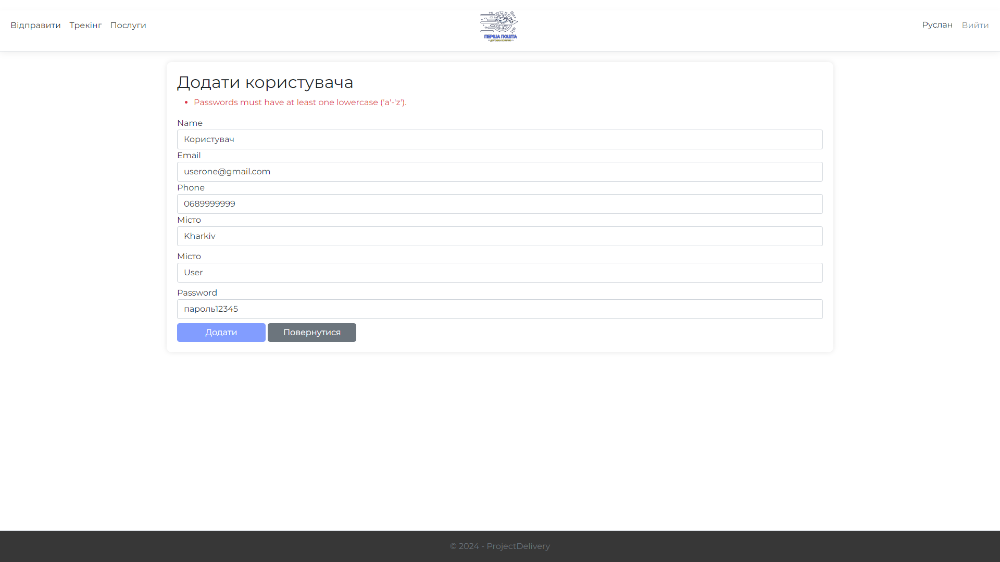 Відправити Трекінг Послуги
ПЕРША ПОШТА
Руслан Вийти
Додати користувача
Passwords must have at least one lowercase ('a'-'z').
Name
Користувач
Email
userone@gmail.com
Phone
0689999999
Місто
Kharkiv
Місто
User
Password
пароль12345
Додати Повернутися
© 2024 - ProjectDelivery